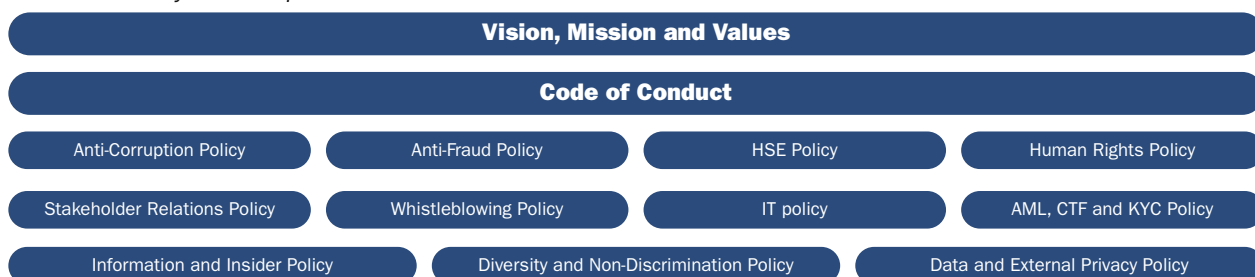 Vision, Mission and Values
Code of Conduct
Anti-Corruption Policy Anti-Fraud Policy HSE Policy Human Rights Policy
Stakeholder Relations Policy Whistleblowing Policy IT policy AML, CTF and KYC Policy
Information and Insider Policy Diversity and Non-Discrimination Policy Data and External Privacy Policy